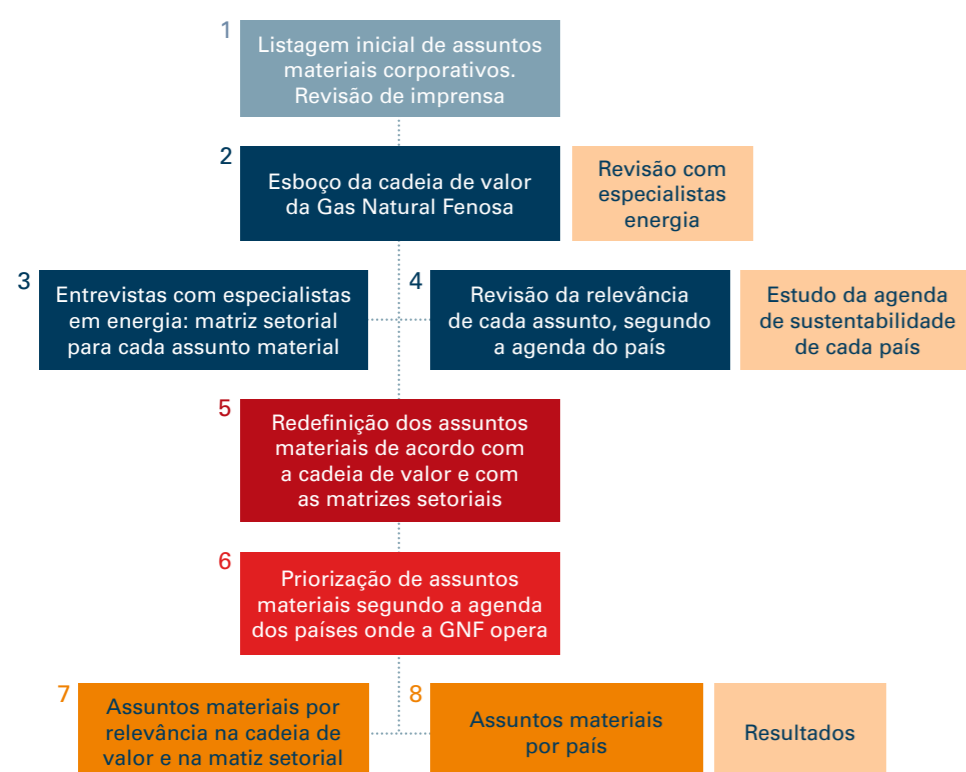 1
Listagem inicial de assuntos
materiais corporativos.
Revisão de imprensa
2
Esboço da cadeia de valor
da Gas Natural Fenosa
Revisão com
especialistas
energia
3
Entrevistas com especialistas
em energia: matriz setorial
para cada assunto material
4
Revisão da relevância
de cada assunto, segundo
a agenda do país
Estudo da agenda
de sustentabilidade
de cada país
5
Redefinição dos assuntos
materiais de acordo com
a cadeia de valor e com
as matrizes setoriais
6
Priorização de assuntos
materiais segundo a agenda
dos países onde a GNF opera
7
Assuntos materiais por
relevância na cadeia de
valor e na matiz setorial
8
Assuntos materiais
por país
Resultados